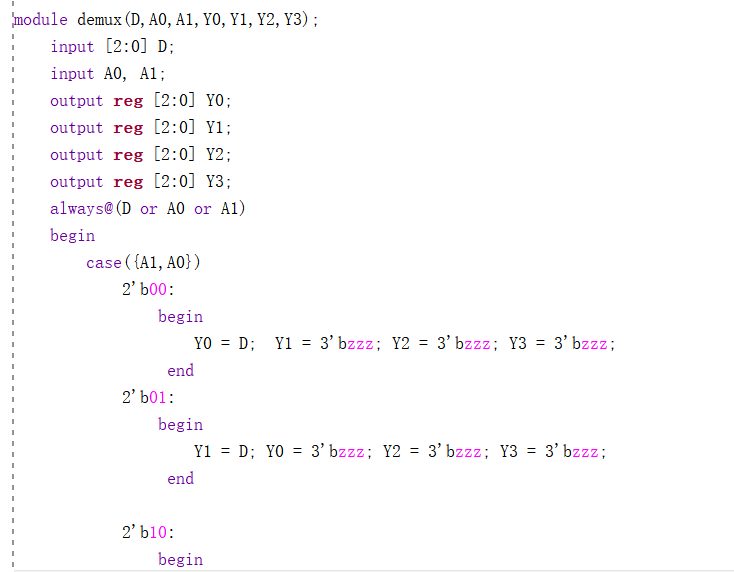 module demux(D,A0,A1,Y0,Y1,Y2,Y3);
input [2:0] D;
input A0, A1;
output reg [2:0] Y0;
output reg [2:0] Y1;
output reg [2:0] Y2;
output reg [2:0] Y3;
always@(D or A0 or A1)
begin
case({A1,A0})
2'b00:
begin
Y0 = D;  Y1 = 3'bzzz; Y2 = 3'bzzz; Y3 = 3'bzzz;
end
2'b01:
begin
Y1 = D; Y0 = 3'bzzz; Y2 = 3'bzzz; Y3 = 3'bzzz;
end
2'b10:
begin